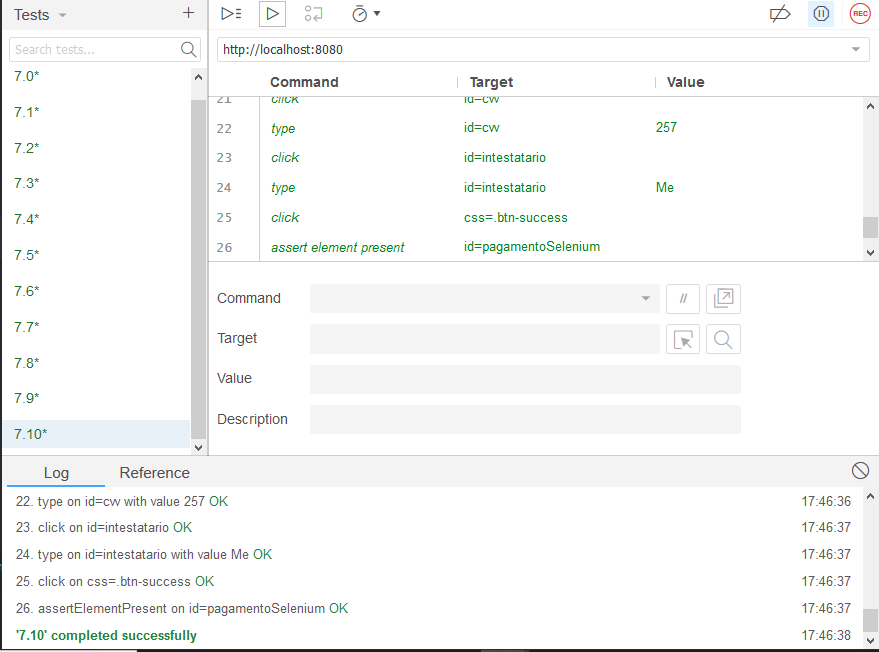 Tests
REC
Search tests...
http://localhost:8080
Command Target Value
7.0*
7.1*
7.2*
7.3*
7.4*
7.5*
7.6*
7.7*
7.8*
7.9*
7.10*
21 click id=cvv
22 type id=cvv 257
23 click id=intestatario
24 type id=intestatario Me
25 click css=.btn-success
26 assert element present id=pagamentoSelenium
Command
//
Target
Value
Description
Log Reference
22. type on id=cvv with value 257 OK 17:46:36
23. click on id=intestatario OK 17:46:37
24. type on id=intestatario with value Me OK 17:46:37
25. click on css=.btn-success OK 17:46:37
26. assertElementPresent on id=pagamentoSelenium OK 17:46:37
'7.10' completed successfully 17:46:38